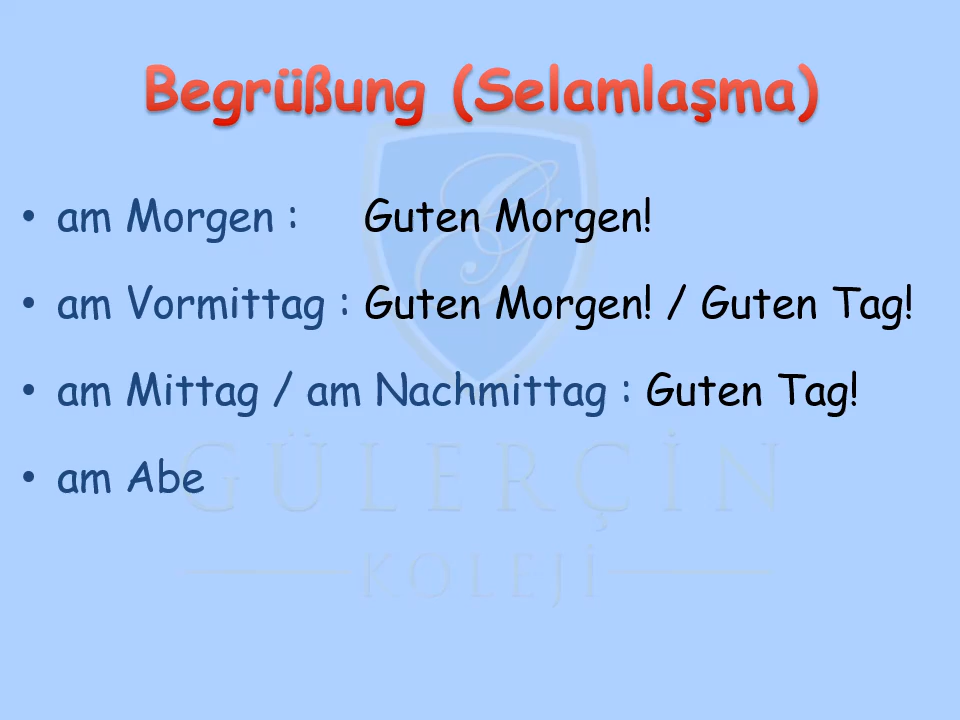 Begrüßung (Selamlaşma)
• am Morgen : Guten Morgen!
• am Vormittag : Guten Morgen! / Guten Tag!
• am Mittag / am Nachmittag : Guten Tag!
• am Abe
GÜLERÇİN
KOLEJİ